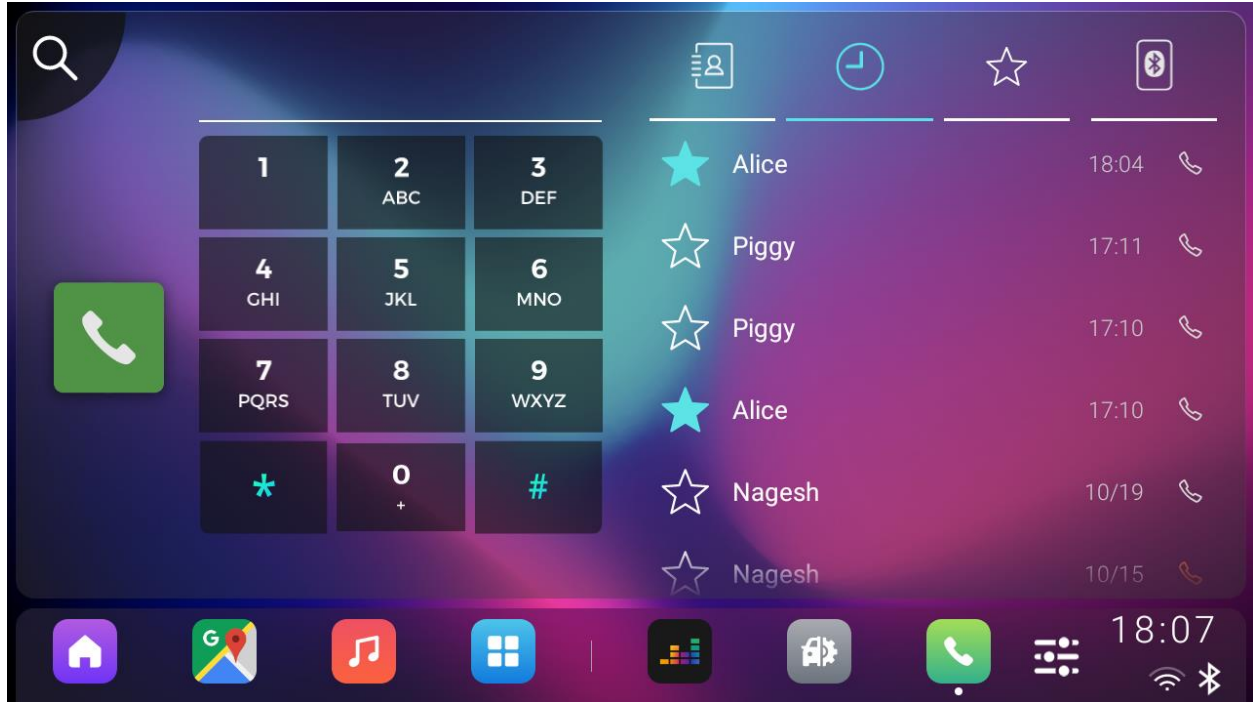 1
2
3
ABC
DEF
4
5
6
GHI
JKL
MNO
7
8
9
PQRS
TUV
WXYZ
*
0
#
+
Alice 18:04
Piggy 17:11
Piggy 17:10
Alice 17:10
Nagesh 10/19
Nagesh 10/15
G
18:07